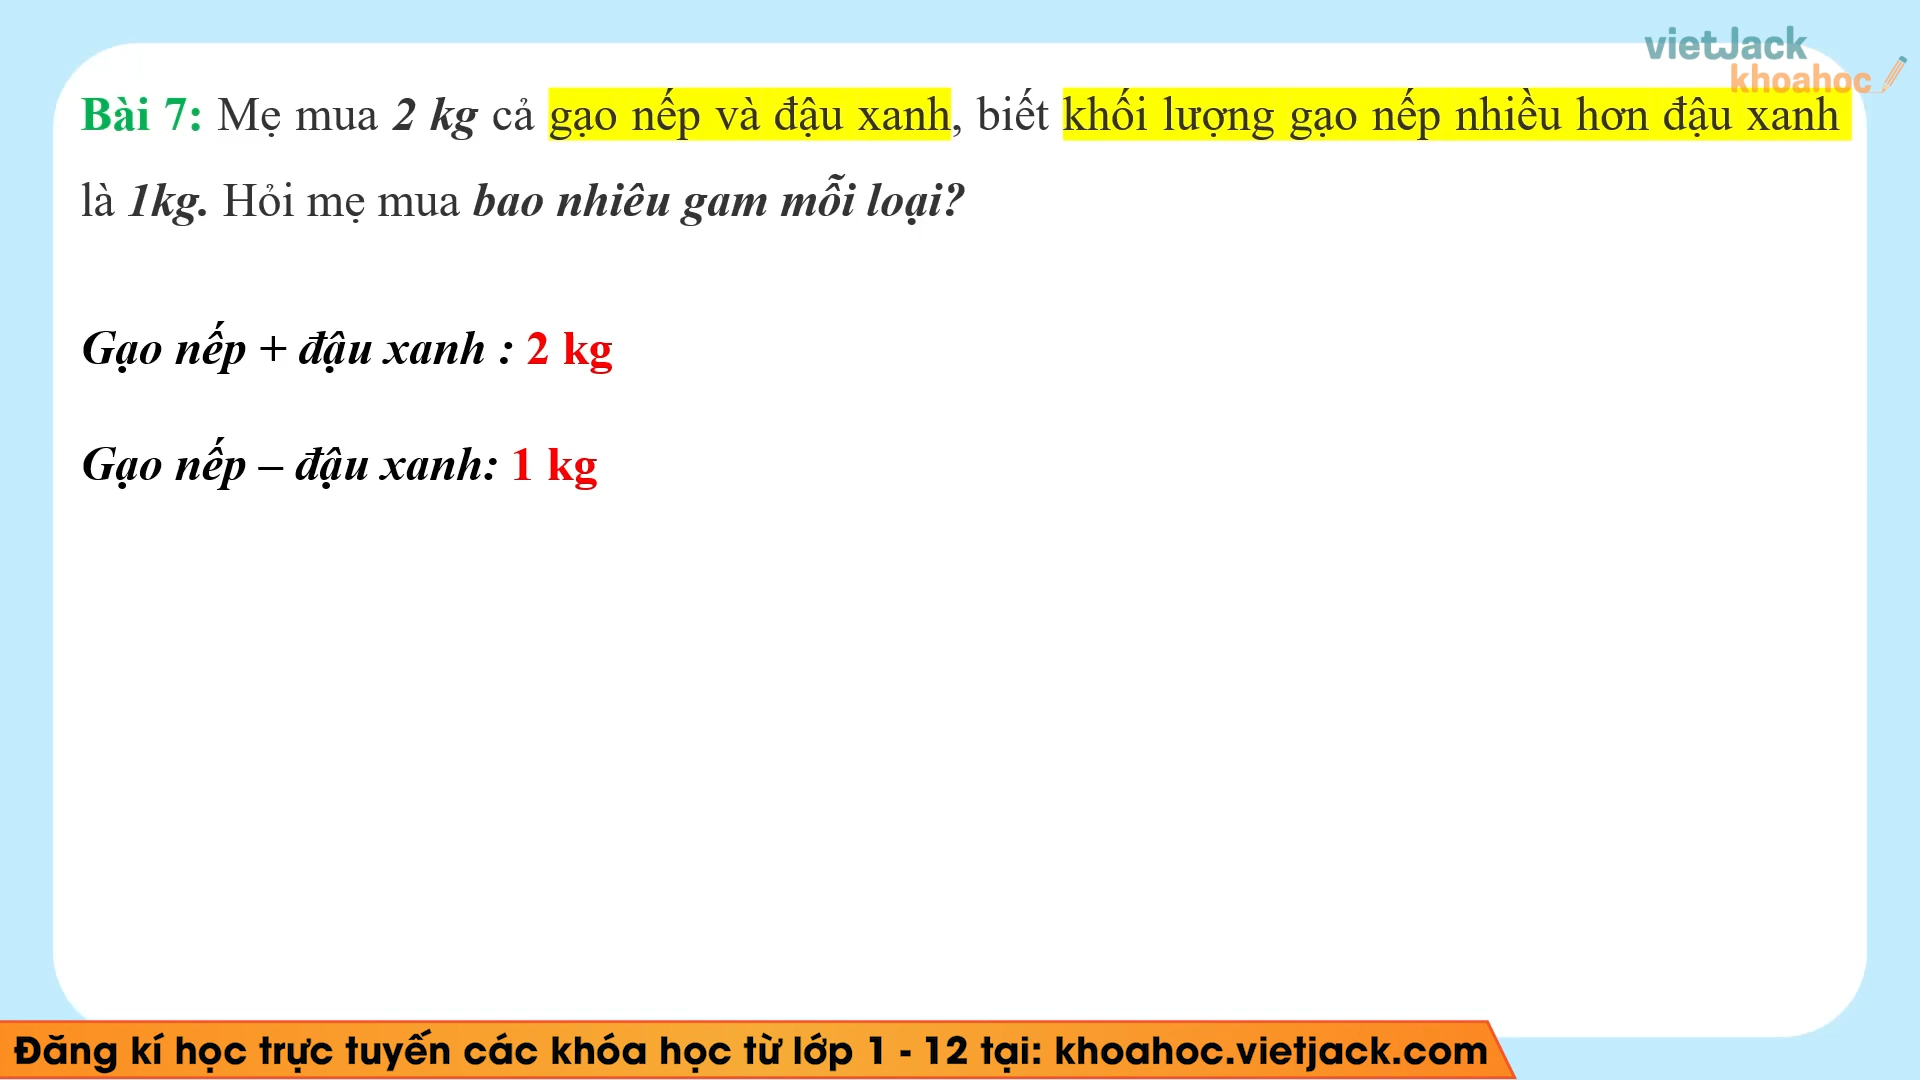 vietJack
khoahoc
Bài 7: Mẹ mua 2 kg cả gạo nếp và đậu xanh, biết khối lượng gạo nếp nhiều hơn đậu xanh
là 1kg. Hỏi mẹ mua bao nhiêu gam mỗi loại?
Gạo nếp + đậu xanh : 2 kg
Gạo nếp – đậu xanh: 1 kg
Đăng kí học trực tuyến các khóa học từ lớp 1 - 12 tại: khoahoc.vietjack.com